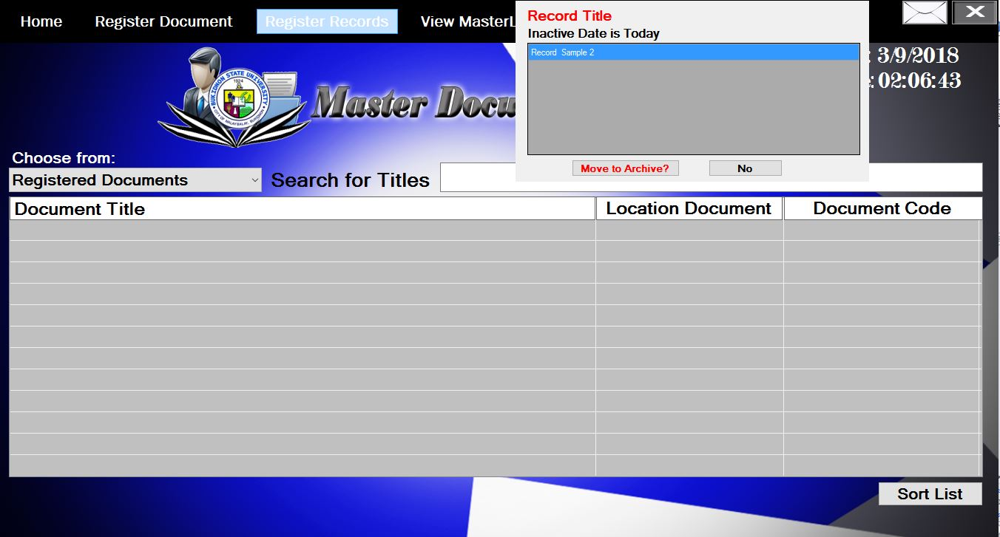 Home Register Document Register Records View MasterL
Record Title
Inactive Date is Today
Record Sample 2
Move to Archive? No
: 3/9/2018
e: 02:06:43
BUKIDNON STATE UNIVERSITY
1924
CITY OF MALAYBALAY, BUKIDNON
Master Docu
Choose from:
Registered Documents Search for Titles
Document Title Location Document Document Code
Sort List